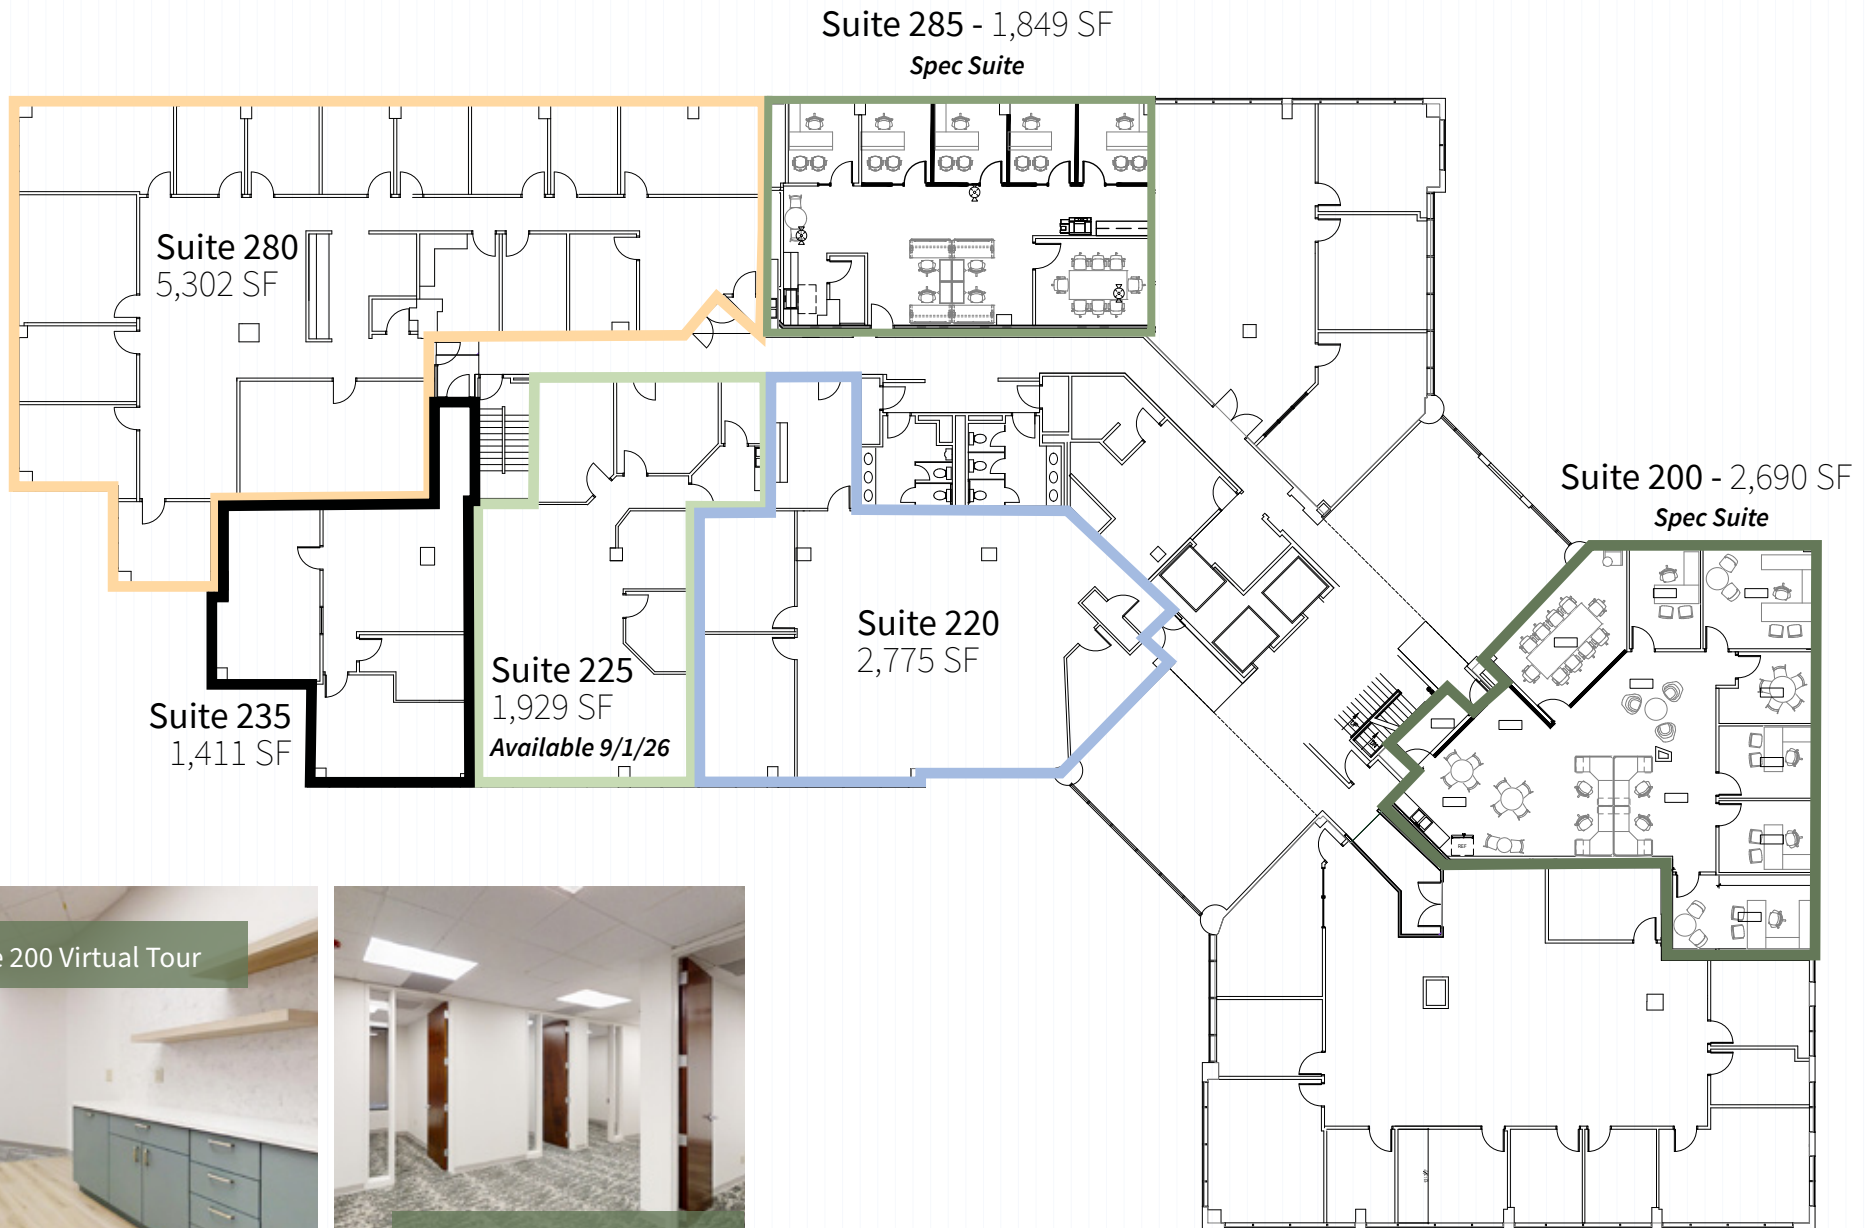 Suite 285 - 1,849 SF
Spec Suite
Suite 280
5,302 SF
Suite 200 - 2,690 SF
Spec Suite
Suite 220
2,775 SF
Suite 225
1,929 SF
Available 9/1/26
Suite 235
1,411 SF
REF
200 Virtual Tour